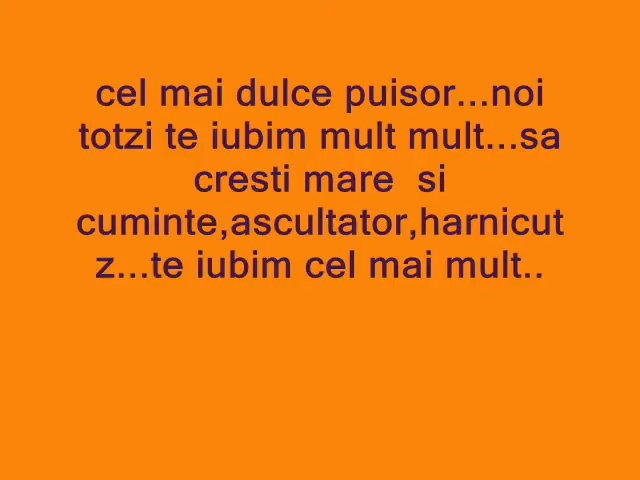 cel mai dulce puisor...noi
totzi te iubim mult mult...sa
cresti mare  si
cuminte,ascultator,harnicut
z...te iubim cel mai mult..